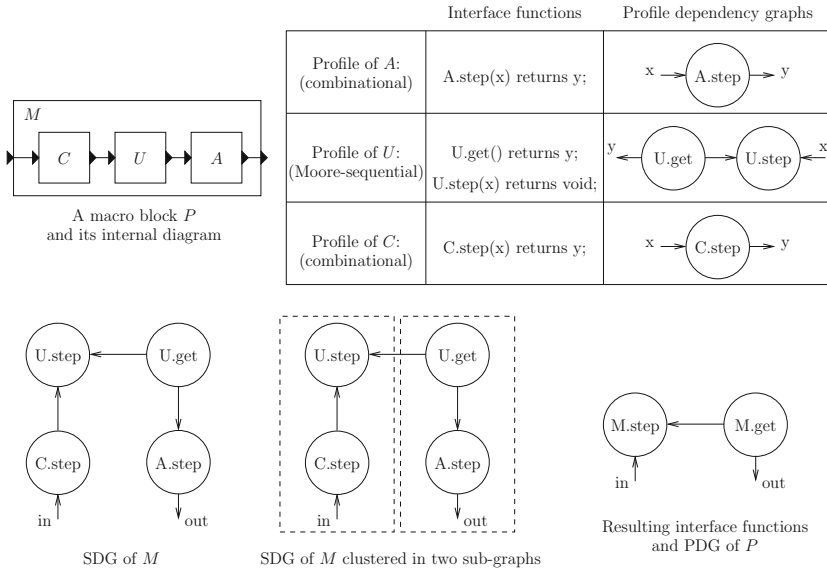 Interface functions
Profile dependency graphs
Profile of A:
(combinational)
A.step(x) returns y;
x
A.step
y
M
C
U
A
Profile of U:
(Moore-sequential)
U.get() returns y;
U.step(x) returns void;
y
U.get
U.step
x
A macro block P
and its internal diagram
Profile of C:
(combinational)
C.step(x) returns y;
x
C.step
y
U.step
U.get
C.step
A.step
in
out
SDG of M
U.step
U.get
C.step
A.step
in
out
SDG of M clustered in two sub-graphs
M.step
M.get
in
out
Resulting interface functions
and PDG of P